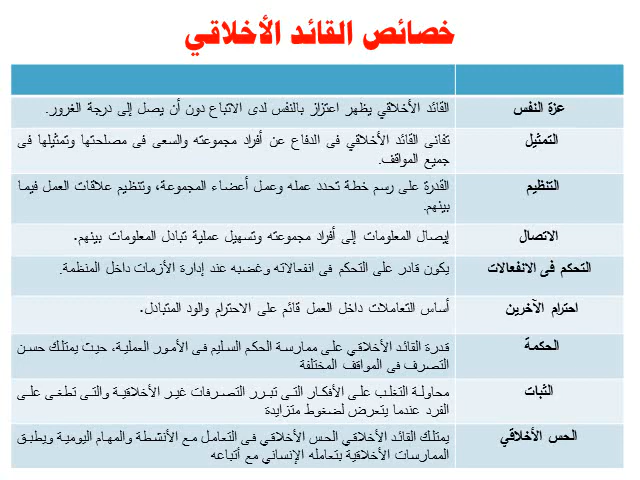 خصائص القائد الأخلاقي
عزة النفس
القائد الأخلاقي يظهر اعتزاز بالنفس لدى الاتباع دون أن يصل إلى درجة الغرور.
التمثيل
تفانى القائد الأخلاقي فى الدفاع عن أفراد مجموعته والسعى فى مصلحتها وتمثيلها فى
جميع المواقف.
التنظيم
القدرة على رسم خطة تحدد عمله وعمل أعضاء المجموعة، وتنظيم علاقات العمل فيما
بينهم.
الاتصال
إيصال المعلومات إلى أفراد مجموعته وتسهيل عملية تبادل المعلومات بينهم.
التحكم فى الانفعالات
يكون قادر على التحكم فى انفعالاته وغضبه عند إدارة الأزمات داخل المنظمة.
احترام الآخرين
أساس التعاملات داخل العمل قائم على الاحترام والود المتبادل.
الحكمة
قدرة القائد الأخلاقي على ممارسة الحكم السليم فى الأمور العملية، حيث يمتلك حسن
التصرف فى المواقف المختلفة
الثبات
محاولة التغلب على الأفكار التى تبرر التصرفات غير الأخلاقية والتى تطغى على
الفرد عندما يتعرض لضغوط متزايدة
الحس الأخلاقي
يمتلك القائد الأخلاقي الحس الأخلاقي فى التعامل مع الأنشطة والمهام اليومية ويطبق
الممارسات الأخلاقية بتعامله الإنساني مع أتباعه